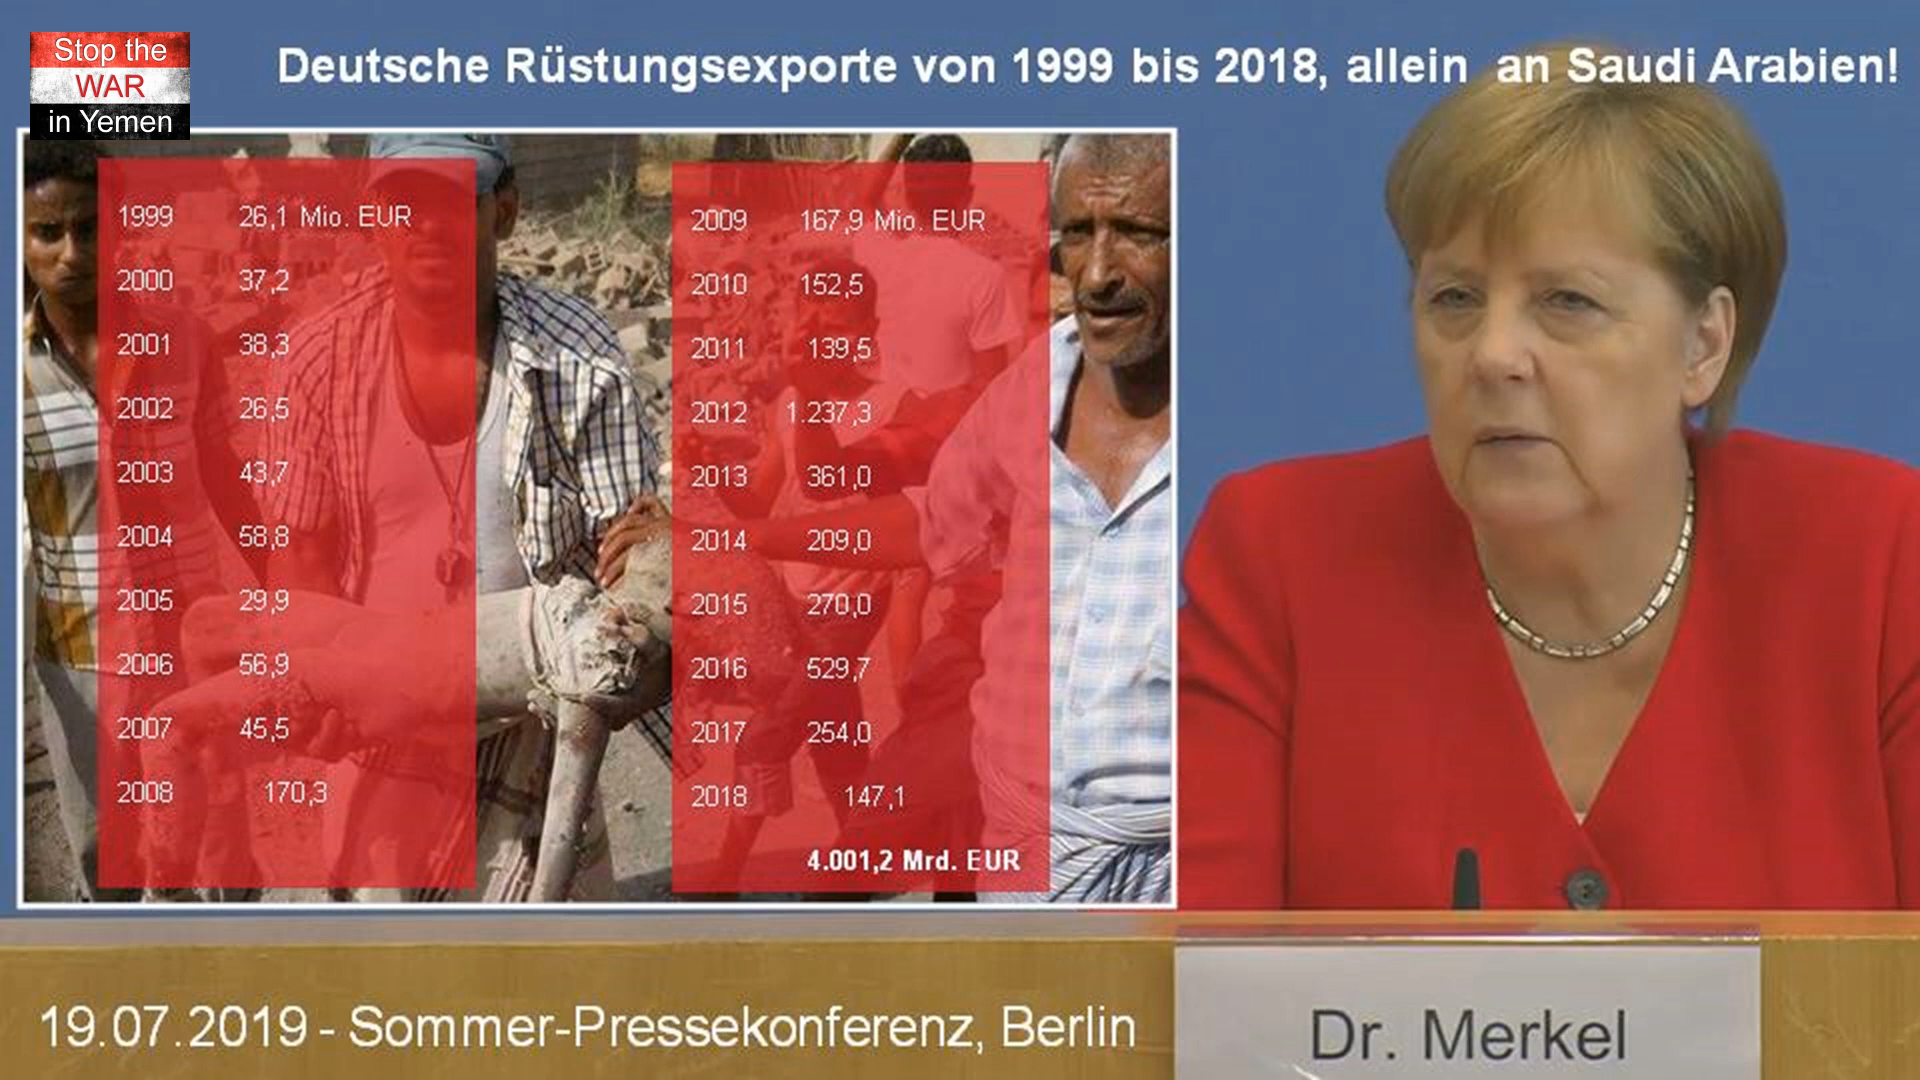 Stop the
WAR
in Yemen
Deutsche Rüstungsexporte von 1999 bis 2018, allein an Saudi Arabien!
1999 26,1 Mio. EUR
2000 37,2
2001 38,3
2002 26,5
2003 43,7
2004 58,8
2005 29,9
2006 56,9
2007 45,5
2008 170,3
2009 167,9 Mio. EUR
2010 152,5
2011 139,5
2012 1.237,3
2013 361,0
2014 209,0
2015 270,0
2016 529,7
2017 254,0
2018 147,1
4.001,2 Mrd. EUR
19.07.2019 - Sommer-Pressekonferenz, Berlin
Dr. Merkel